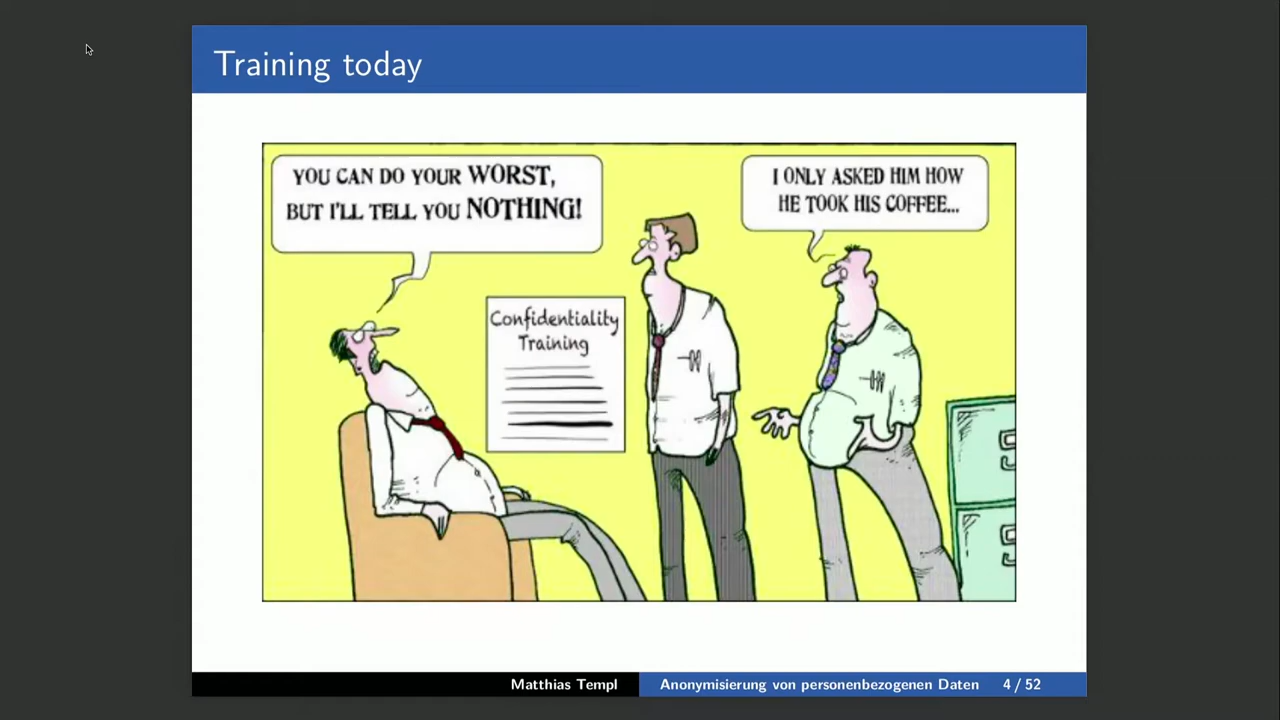 Training today
YOU CAN DO YOUR WORST,
BUT I'LL TELL YOU NOTHING!
I ONLY ASKED HIM HOW
HE TOOK HIS COFFEE...
Confidentiality
Training
Matthias Templ
Anonymisierung von personenbezogenen Daten
4 / 52